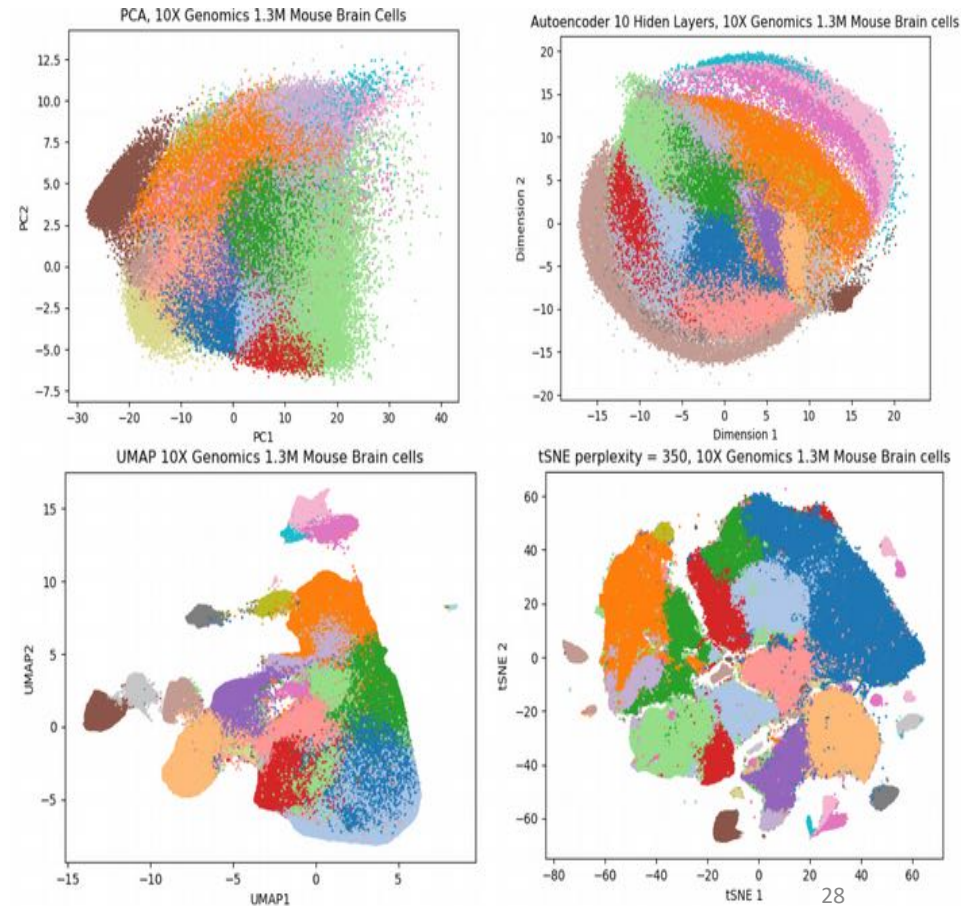 PCA, 10X Genomics 1.3M Mouse Brain Cells
12.5
10.0
7.5
5.0
2.5
0.0
−2.5
−5.0
−7.5
PC2
−30 −20 −10 0 10 20 30 40
PC1
Autoencoder 10 Hiden Layers, 10X Genomics 1.3M Mouse Brain cells
20
15
10
5
0
−5
−10
−15
−20
Dimension 2
−15 −10 −5 0 5 10 15 20
Dimension 1
UMAP 10X Genomics 1.3M Mouse Brain cells
15
10
5
0
−5
UMAP2
−15 −10 −5 0 5
UMAP1
tSNE perplexity = 350, 10X Genomics 1.3M Mouse Brain cells
60
40
20
0
−20
−40
−60
tSNE 2
−80 −60 −40 −20 0 20 40 60
tSNE 1
28